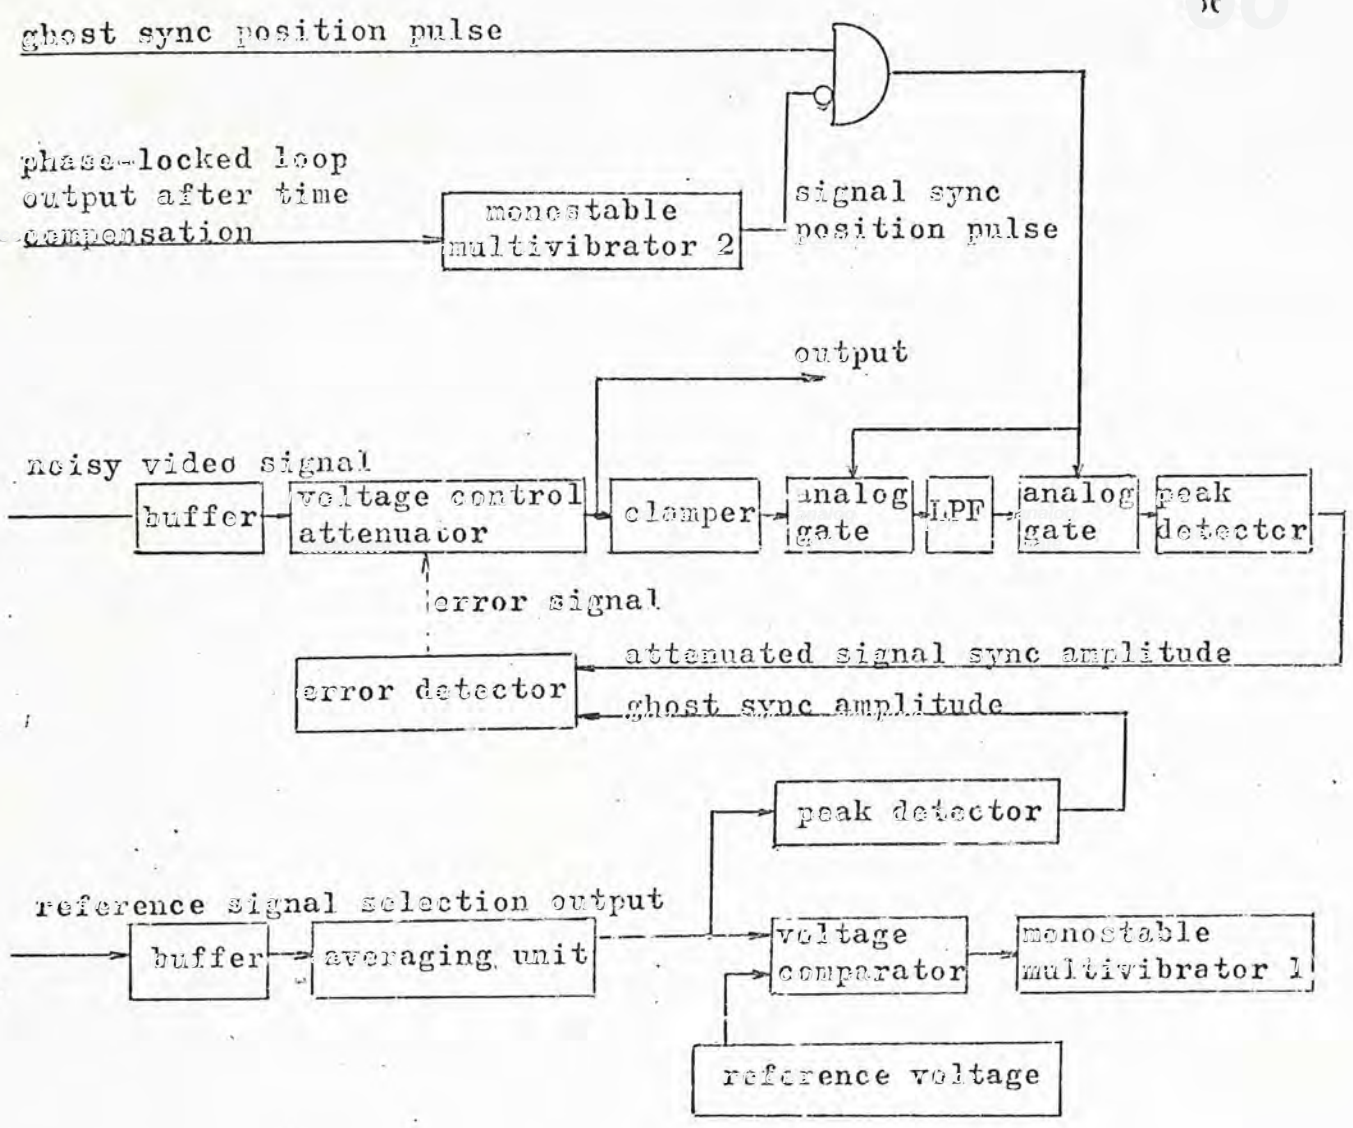 ghost sync position pulse
phase-locked loop
output after time
compensation
monostable
multivibrator 2
signal sync
position pulse
output
noisy video signal
buffer
voltage control
attenuator
clamper
analog
gate
LPF
analog
gate
peak
detector
error signal
error detector
attenuated signal sync amplitude
ghost sync amplitude
peak detector
reference signal selection output
buffer
averaging unit
voltage
comparator
monostable
multivibrator 1
reference voltage